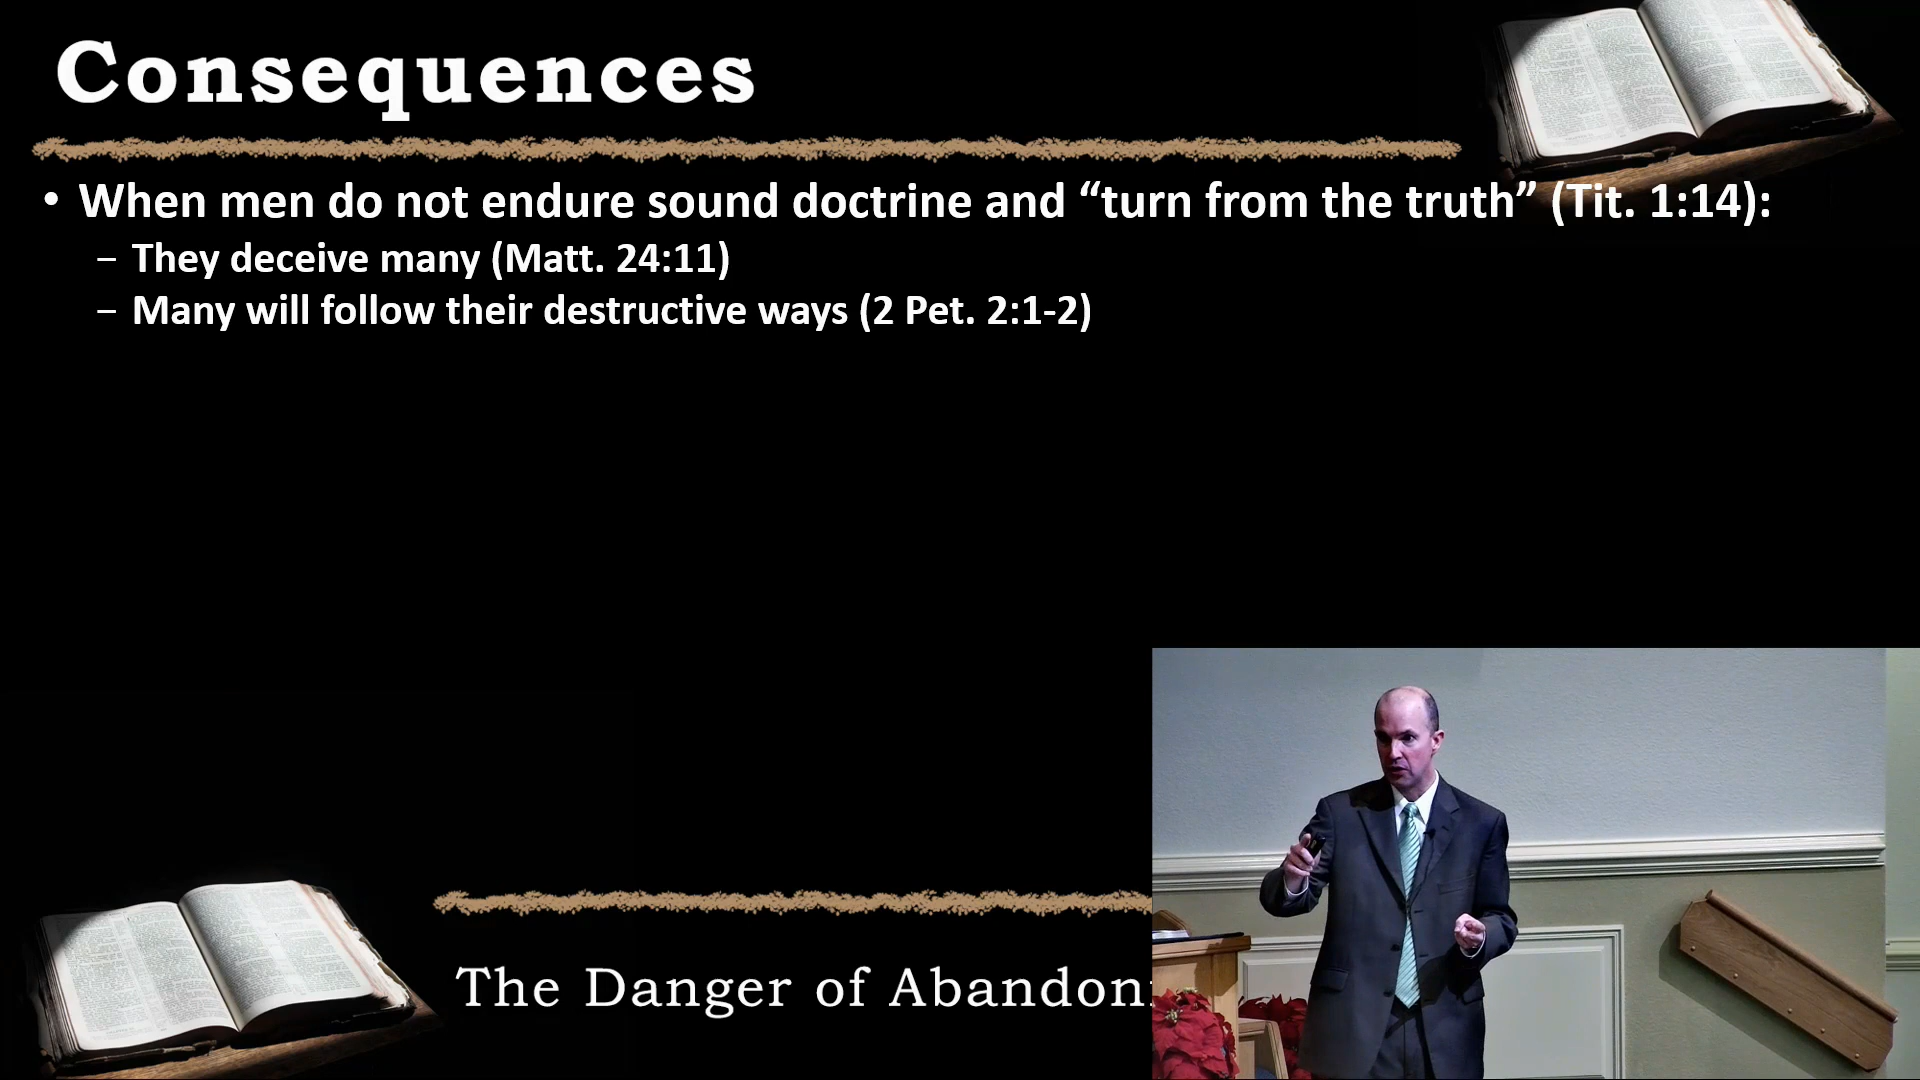 Consequences
• When men do not endure sound doctrine and “turn from the truth” (Tit. 1:14):
– They deceive many (Matt. 24:11)
– Many will follow their destructive ways (2 Pet. 2:1-2)
The Danger of